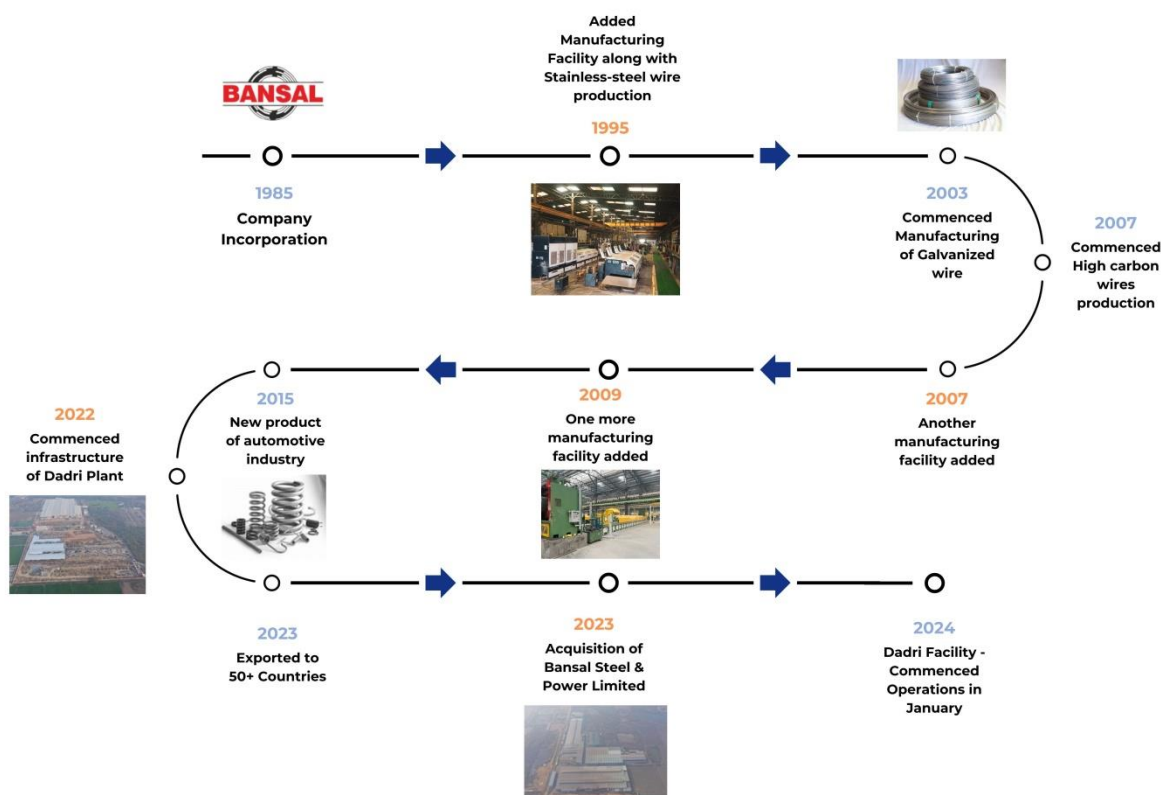 BANSAL
1985
Company
Incorporation
Added
Manufacturing
Facility along with
Stainless-steel wire
production
1995
2003
Commenced
Manufacturing
of Galvanized
wire
2007
Commenced
High carbon
wires
production
2007
Another
manufacturing
facility added
2009
One more
manufacturing
facility added
2015
New product
of automotive
industry
2022
Commenced
infrastructure
of Dadri Plant
2023
Exported to
50+ Countries
2023
Acquisition of
Bansal Steel &
Power Limited
2024
Dadri Facility -
Commenced
Operations in
January